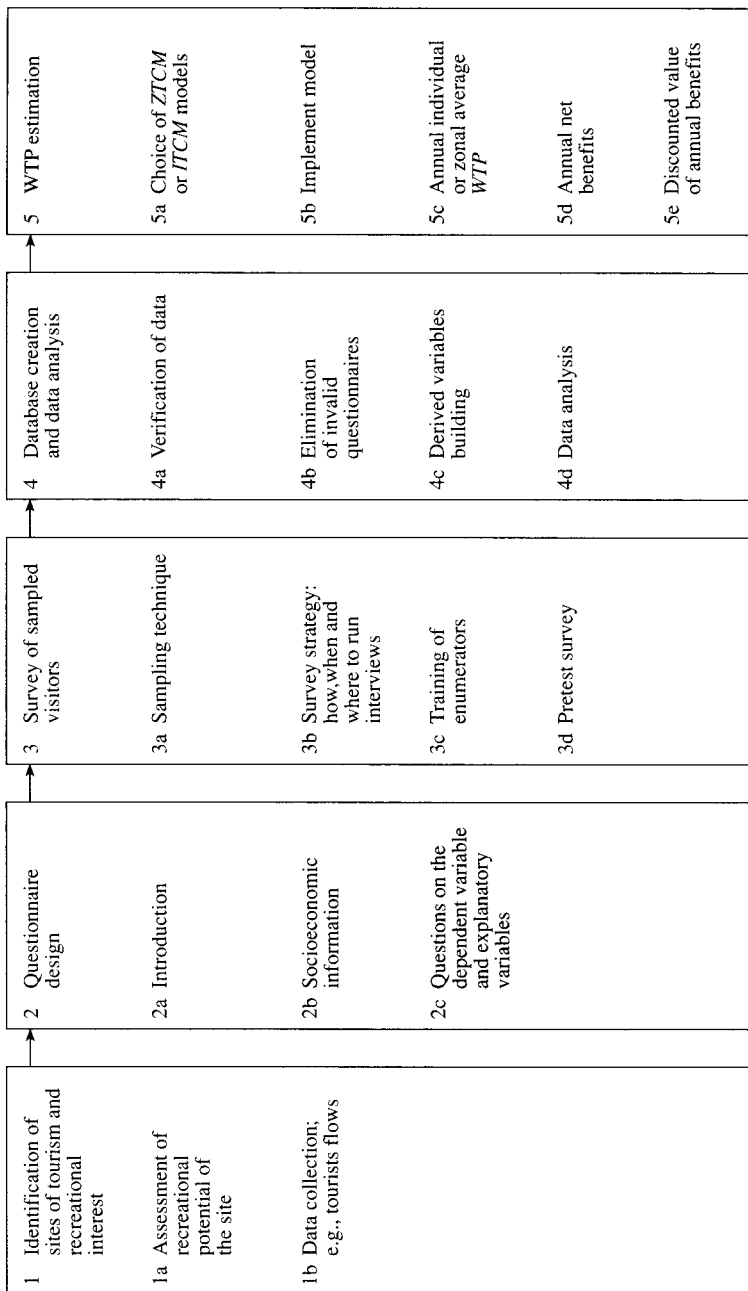 1 Identification of
sites of tourism and
recreational
interest
1a Assessment of
recreational
potential of
the site
1b Data collection;
e.g., tourists flows
2 Questionnaire
design
2a Introduction
2b Socioeconomic
information
2c Questions on the
dependent variable
and explanatory
variables
3 Survey of sampled
visitors
3a Sampling technique
3b Survey strategy:
how,when and
where to run
interviews
3c Training of
enumerators
3d Pretest survey
4 Database creation
and data analysis
4a Verification of data
4b Elimination
of invalid
questionnaires
4c Derived variables
building
4d Data analysis
5 WTP estimation
5a Choice of ZTCM
or ITCM models
5b Implement model
5c Annual individual
or zonal average
WTP
5d Annual net
benefits
5e Discounted value
of annual benefits